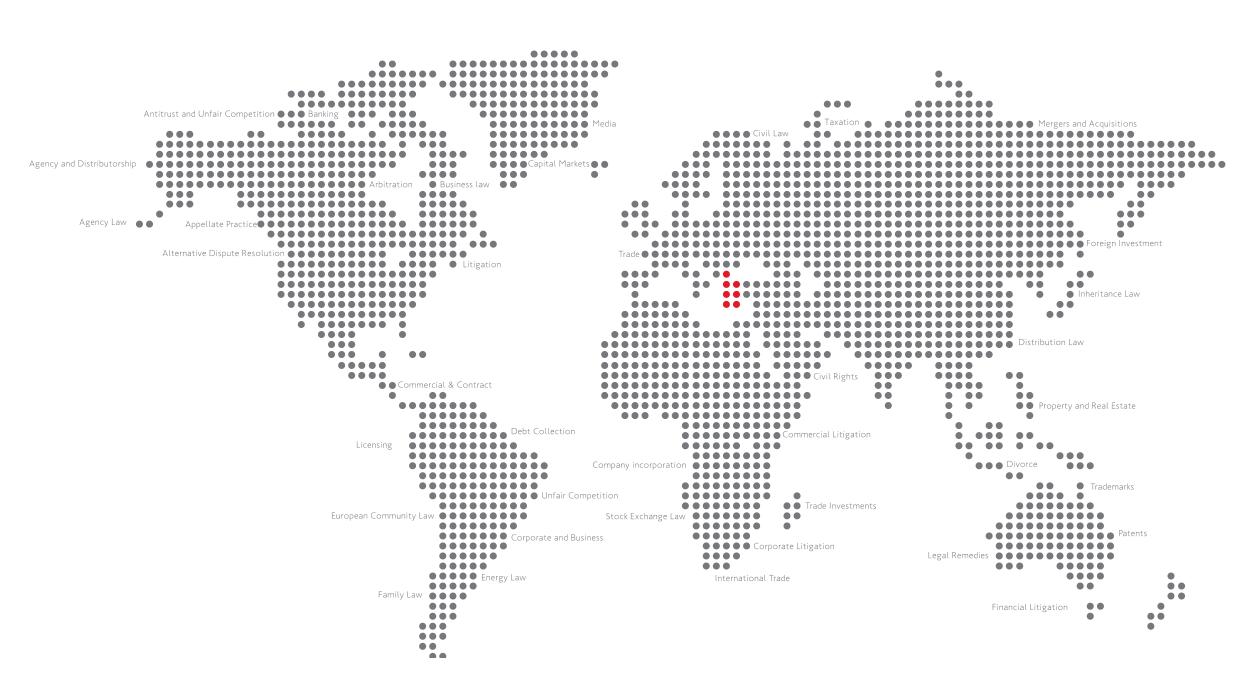 Antitrust and Unfair Competition
Banking
Media
Taxation
Mergers and Acquisitions
Civil Law
Agency and Distributorship
Capital Markets
Arbitration
Business law
Agency Law
Appellate Practice
Foreign Investment
Alternative Dispute Resolution
Trade
Litigation
Inheritance Law
Distribution Law
Civil Rights
Commercial & Contract
Property and Real Estate
Debt Collection
Commercial Litigation
Licensing
Company incorporation
Divorce
Trademarks
Unfair Competition
Trade Investments
European Community Law
Stock Exchange Law
Patents
Corporate and Business
Corporate Litigation
Legal Remedies
Energy Law
International Trade
Family Law
Financial Litigation